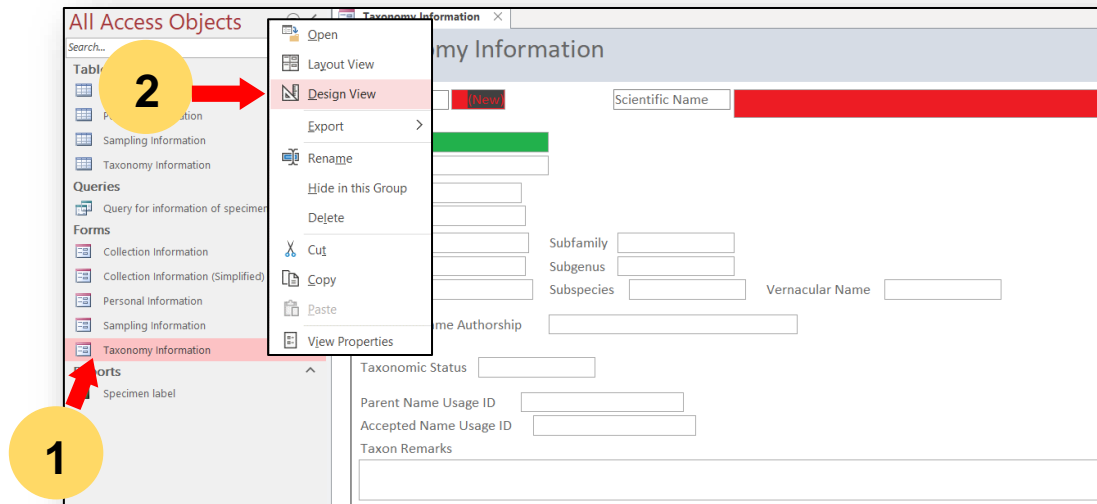 All Access Objects
Search...
Tables
Sampling Information
Taxonomy Information
Queries
Query for information of specimen
Forms
Collection Information
Collection Information (Simplified)
Personal Information
Sampling Information
Taxonomy Information
Specimen label
1
2
Open
Layout View
Design View
Export
Rename
Hide in this Group
Delete
Cut
Copy
Paste
View Properties
Taxonomy Information
Information
(New)
Scientific Name
Subfamily
Subgenus
Subspecies
Vernacular Name
Authorship
Taxonomic Status
Parent Name Usage ID
Accepted Name Usage ID
Taxon Remarks